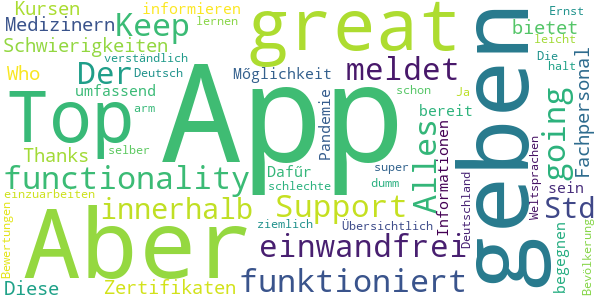 Kursen informieren
Medizinern Keep lernen great Ernst
bietet
Schwierigkeiten leicht
Who Der verständlich Deutsch Möglichkeit meldet Die
halt
umfassend
Top App arm Pandemie schon Ja geben going Fachpersonal
bereit
Thanks selber Dafür super Alles Informationen
functionality schlechte dumm Deutschland Weltsprachen sein
einzuarbeiten
Bewertungen Aber innerhalb Support Std
ziemlich Übersichtlich begegnen Bevölkerung
einwandfrei
Diese Zertifikaten funktioniert